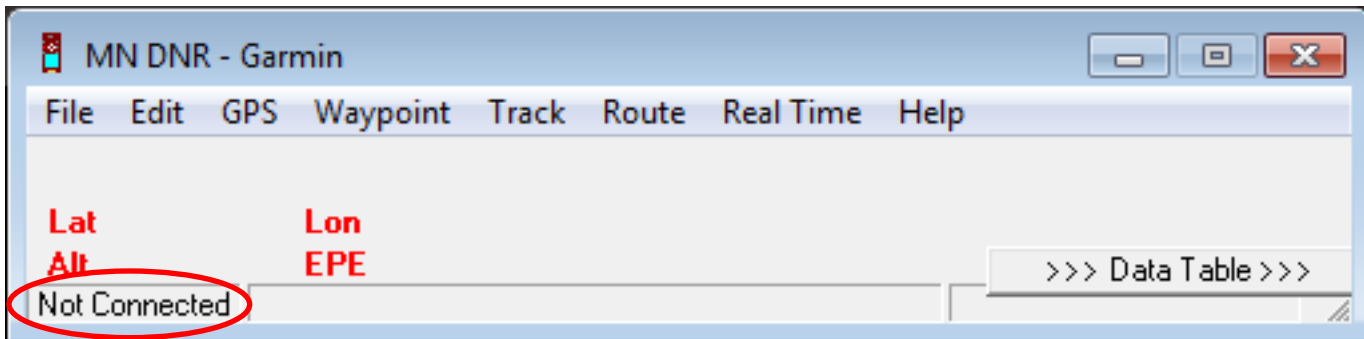 MN DNR - Garmin
File Edit GPS Waypoint Track Route Real Time Help
Lat Lon
Alt EPE
>>> Data Table >>>
Not Connected